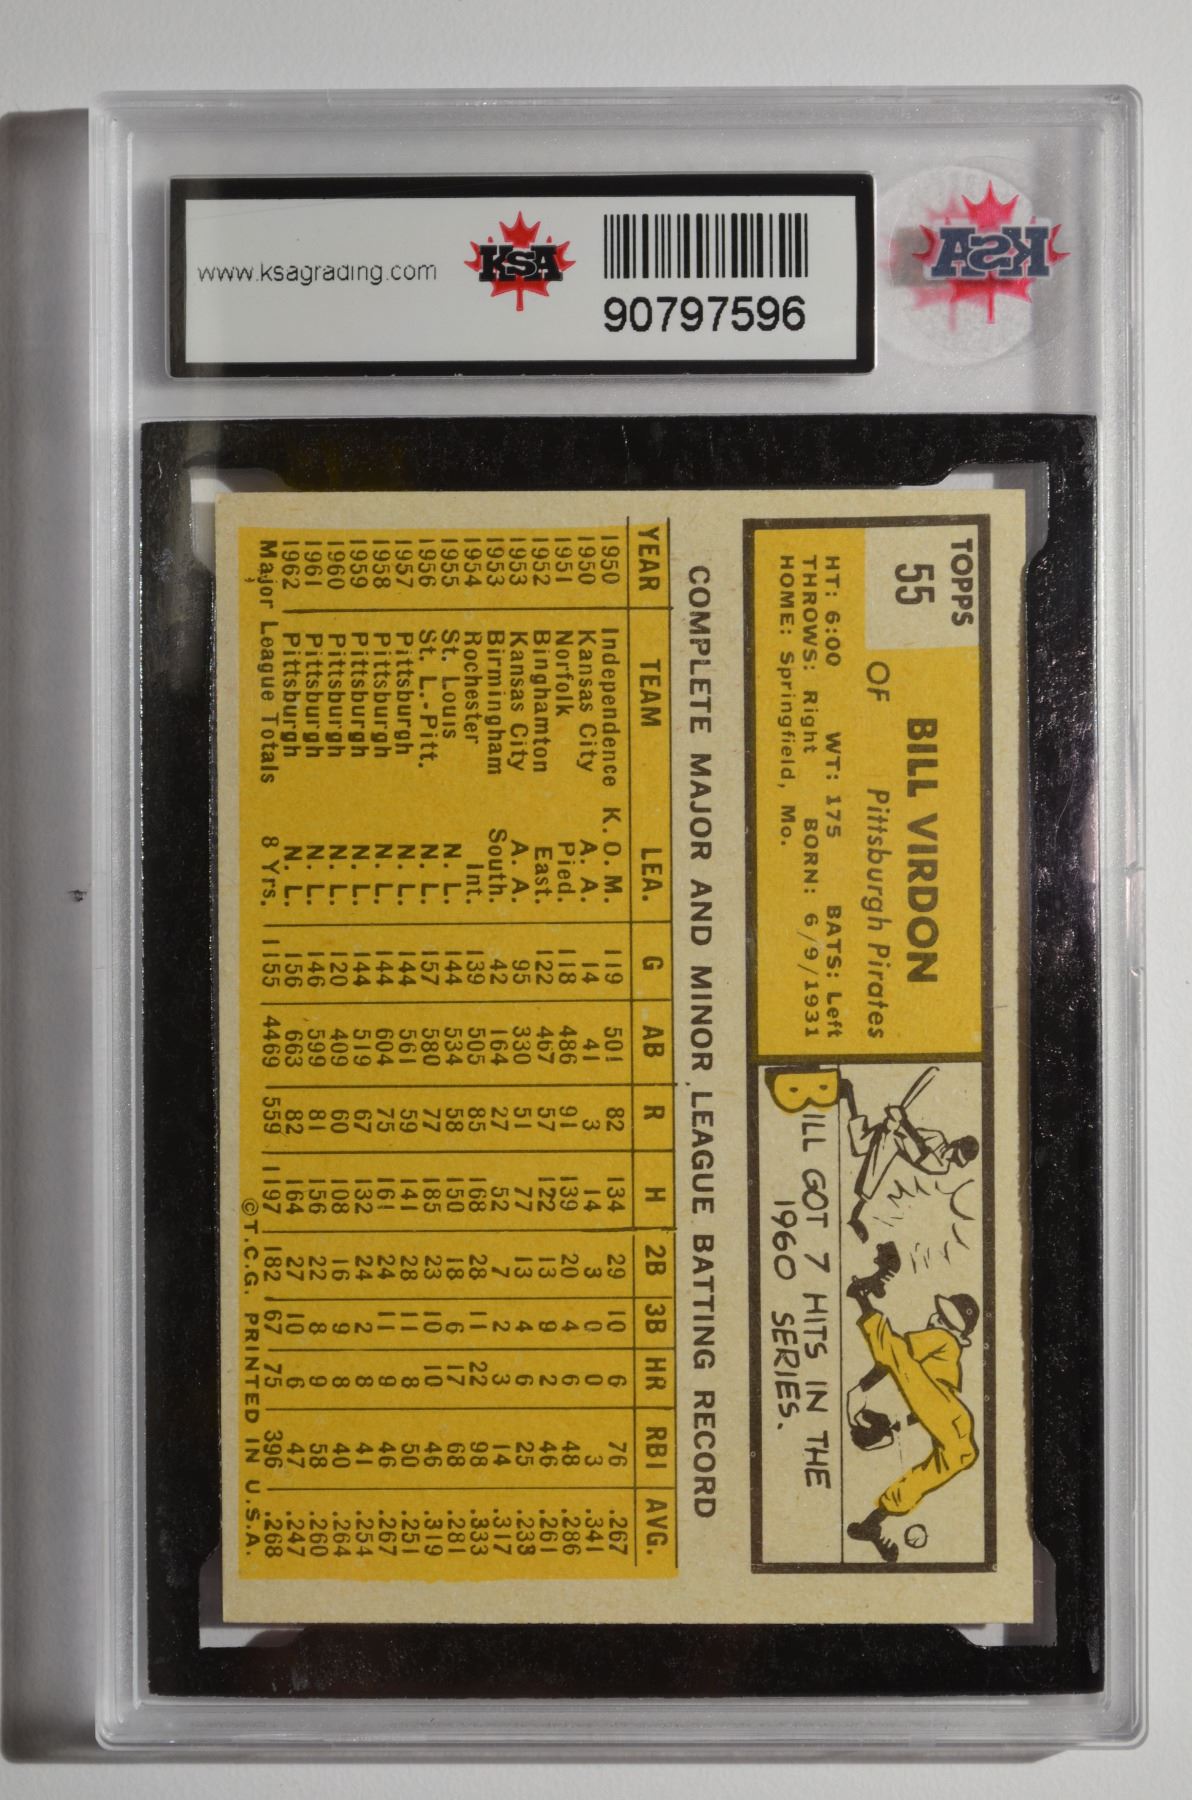 www.ksagrading.com
KSA
90797596
KSA
TOPPS
55
BILL VIRDON
OF Pittsburgh Pirates
HT: 6:00 WT: 175 BATS: Left
THROWS: Right BORN: 6/9/1931
HOME: Springfield, Mo.
BILL GOT 7 HITS IN THE
1960 SERIES.
COMPLETE MAJOR AND MINOR LEAGUE BATTING RECORD
YEAR TEAM LEA. G AB R H 2B 3B HR RBI AVG.
1950 Independence K. O. M. 119 501 82 134 29 10 6 76 .267
1950 Kansas City A. A. 14 41 3 14 3 0 0 3 .341
1951 Norfolk Pied. 118 486 91 139 20 4 6 48 .286
1952 Binghamton East. 122 467 57 122 13 9 2 46 .261
1953 Kansas City A. A. 95 330 51 77 13 4 6 25 .233
1953 Birmingham South. 42 164 27 52 7 2 3 14 .317
1954 Rochester Int. 139 505 85 168 28 11 22 98 .333
1955 St. Louis N. L. 144 534 58 150 18 6 17 68 .281
1956 St. L.-Pitt. N. L. 157 580 77 185 23 10 10 46 .319
1957 Pittsburgh N. L. 144 561 59 141 28 11 8 50 .251
1958 Pittsburgh N. L. 144 604 75 161 24 11 9 46 .267
1959 Pittsburgh N. L. 144 519 67 132 24 2 8 41 .254
1960 Pittsburgh N. L. 120 409 60 108 16 9 8 40 .264
1961 Pittsburgh N. L. 146 599 81 156 22 8 9 58 .260
1962 Pittsburgh N. L. 156 663 82 164 27 10 6 47 .247
Major League Totals 8 Yrs. 1155 4469 559 1197 182 67 75 396 .268
©T.C.G. PRINTED IN U.S.A.